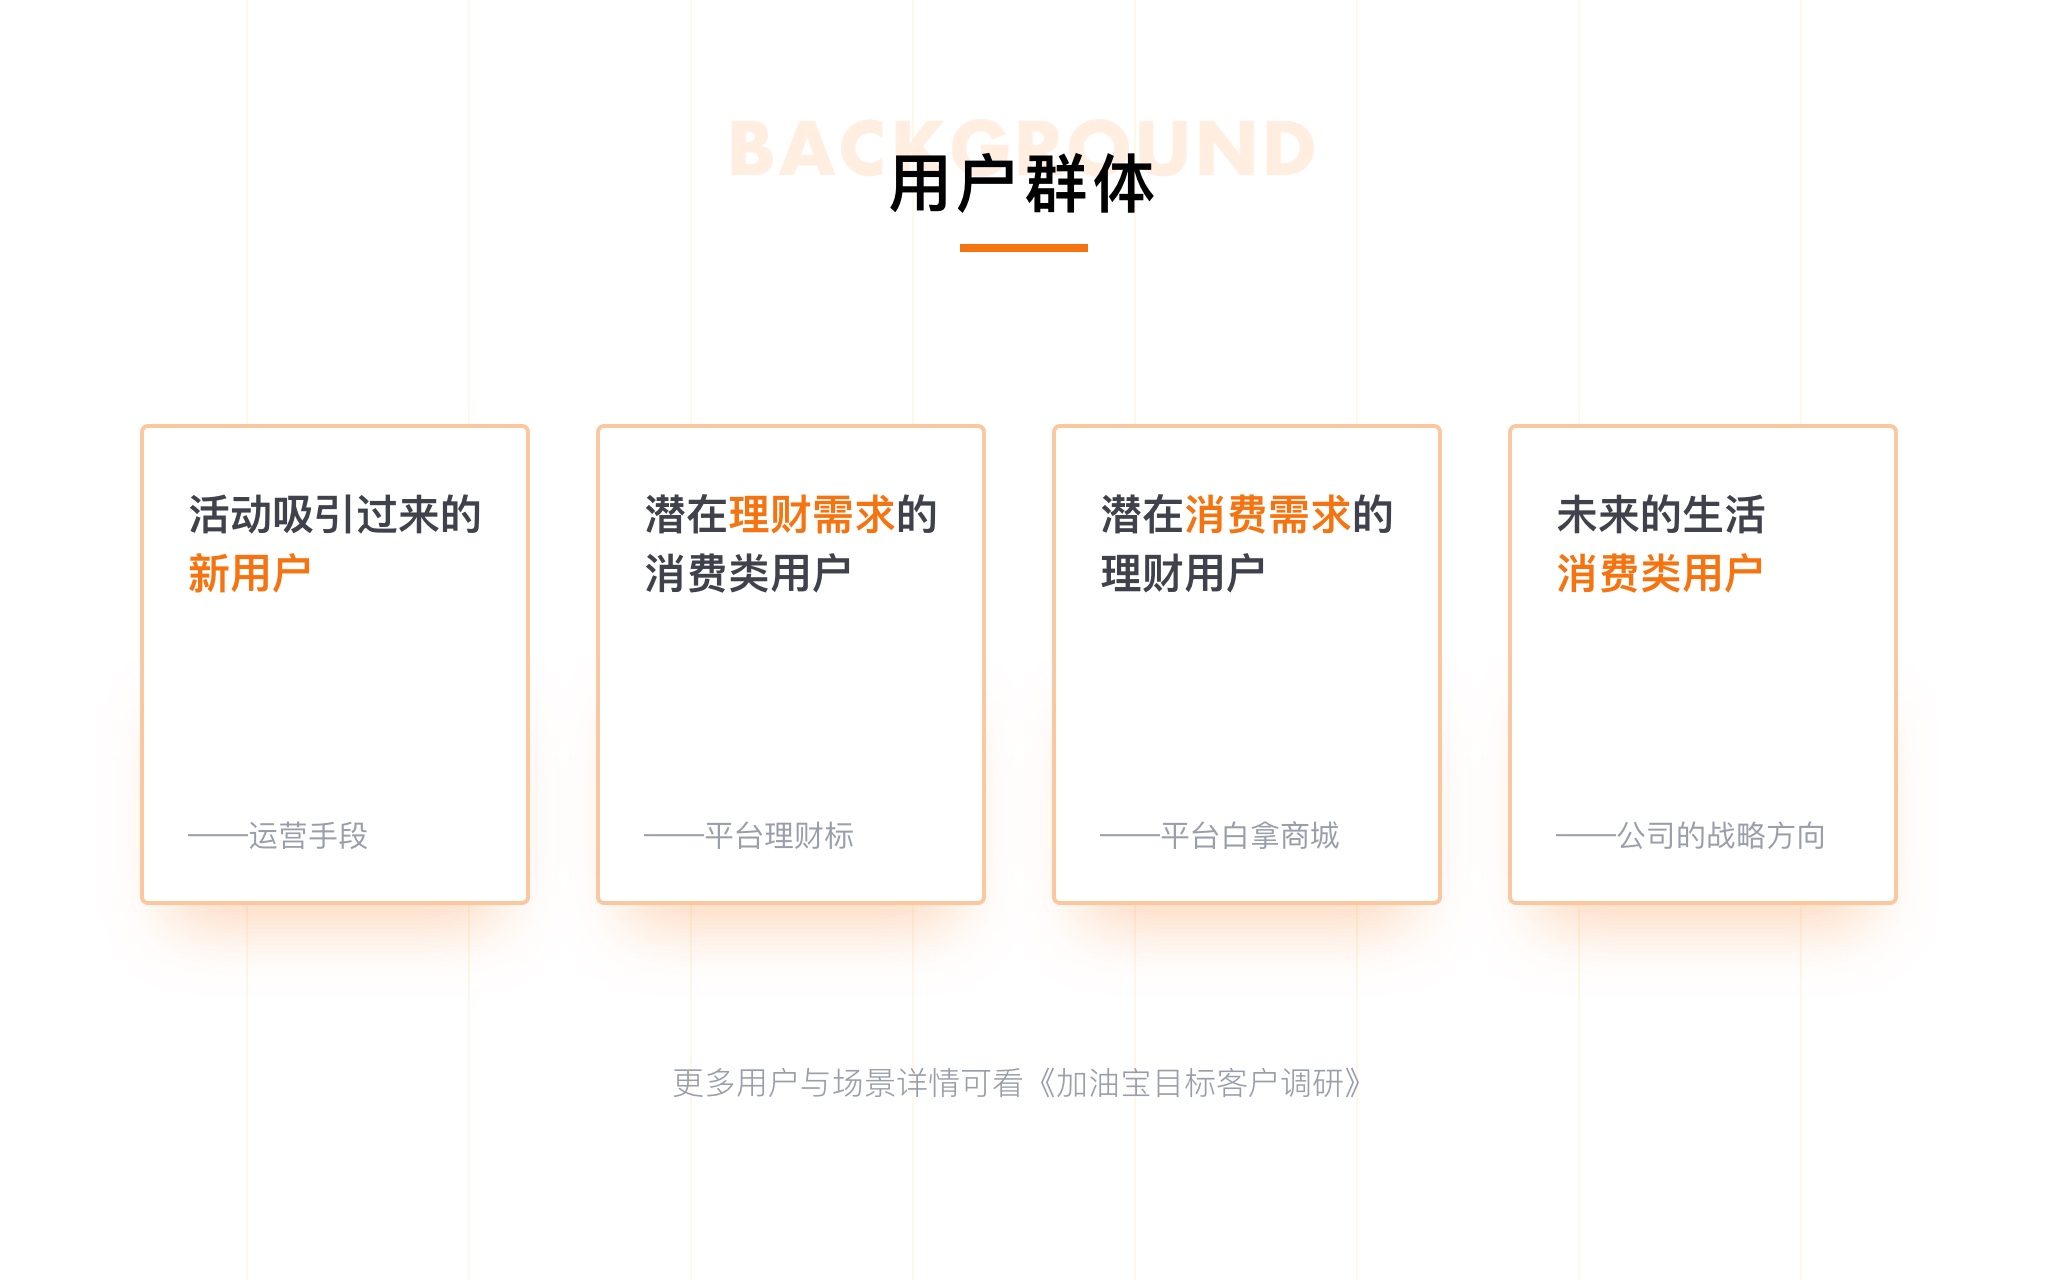 BACKGROUND
用户群体
活动吸引过来的
新用户
——运营手段
潜在理财需求的
消费类用户
——平台理财标
潜在消费需求的
理财用户
——平台白拿商城
未来的生活
消费类用户
——公司的战略方向
更多用户与场景详情可看《加油宝目标客户调研》